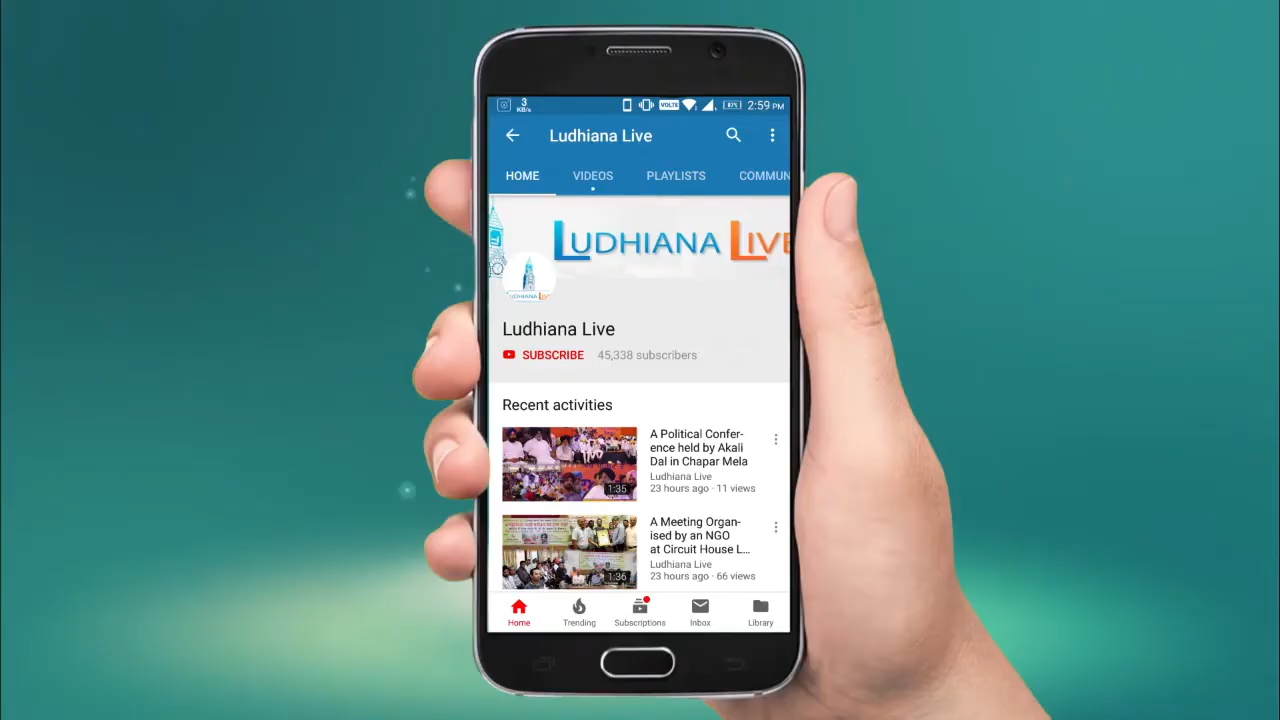 3
KB/s
VOLTE
87%
2:59 PM
Ludhiana Live
HOME
VIDEOS
PLAYLISTS
COMMUN
LUDHIANA LIVE
Ludhiana Live
SUBSCRIBE
45,338 subscribers
Recent activities
A Political Confer-
ence held by Akali
Dal in Chapar Mela
Ludhiana Live
23 hours ago · 11 views
1:35
A Meeting Organ-
ised by an NGO
at Circuit House L...
Ludhiana Live
23 hours ago · 66 views
1:36
Home
Trending
Subscriptions
Inbox
Library